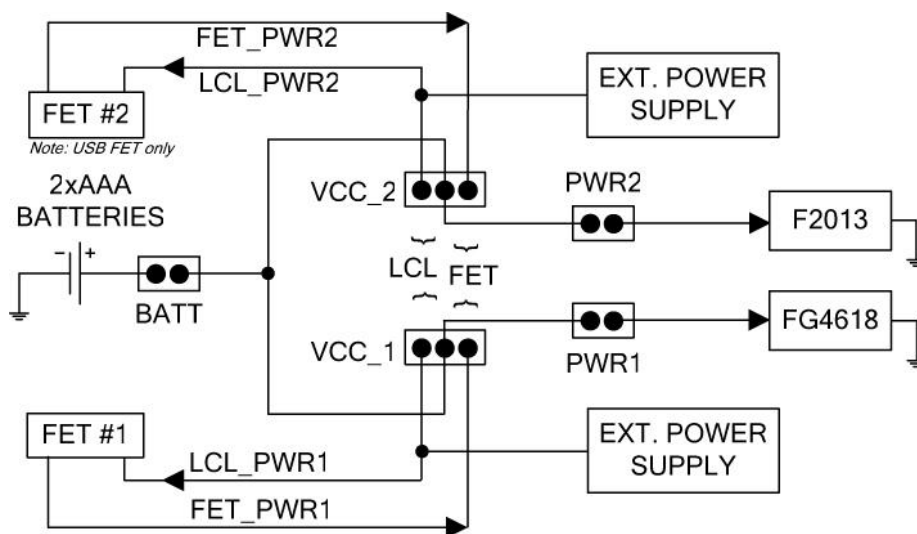 FET_PWR2
LCL_PWR2
EXT. POWER
SUPPLY
FET #2
Note: USB FET only
2xAAA
BATTERIES
VCC_2
PWR2
F2013
− +
LCL
FET
BATT
FG4618
VCC_1
PWR1
FET #1
EXT. POWER
SUPPLY
LCL_PWR1
FET_PWR1